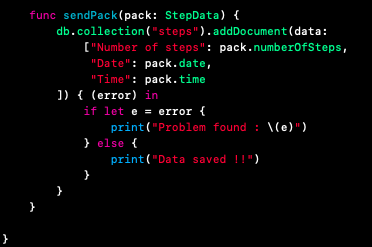 func sendPack(pack: StepData) {
db.collection("steps").addDocument(data:
["Number of steps": pack.numberOfSteps,
"Date": pack.date,
"Time": pack.time
]) { (error) in
if let e = error {
print("Problem found : \(e)")
} else {
print("Data saved !!")
}
}
}
}